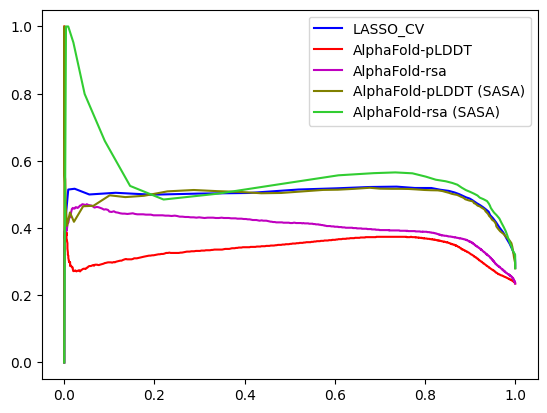 LASSO_CV
AlphaFold-pLDDT
AlphaFold-rsa
AlphaFold-pLDDT (SASA)
AlphaFold-rsa (SASA)
1.0
0.8
0.6
0.4
0.2
0.0
0.0 0.2 0.4 0.6 0.8 1.0